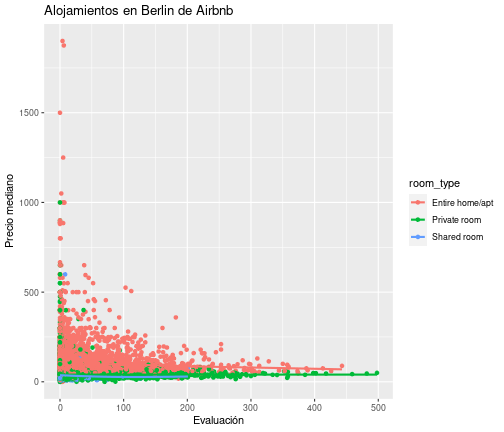 Alojamientos en Berlin de Airbnb
Precio mediano
1500
1000
500
0
0
100
200
300
400
500
Evaluación
room_type
Entire home/apt
Private room
Shared room